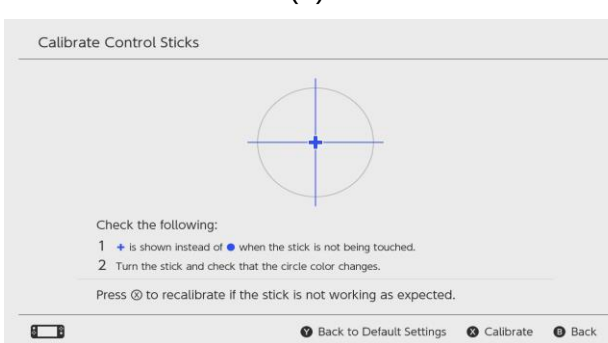 Calibrate Control Sticks
Check the following:
1 + is shown instead of ● when the stick is not being touched.
2 Turn the stick and check that the circle color changes.
Press Ⓧ to recalibrate if the stick is not working as expected.
Ⓨ Back to Default Settings Ⓧ Calibrate Ⓑ Back